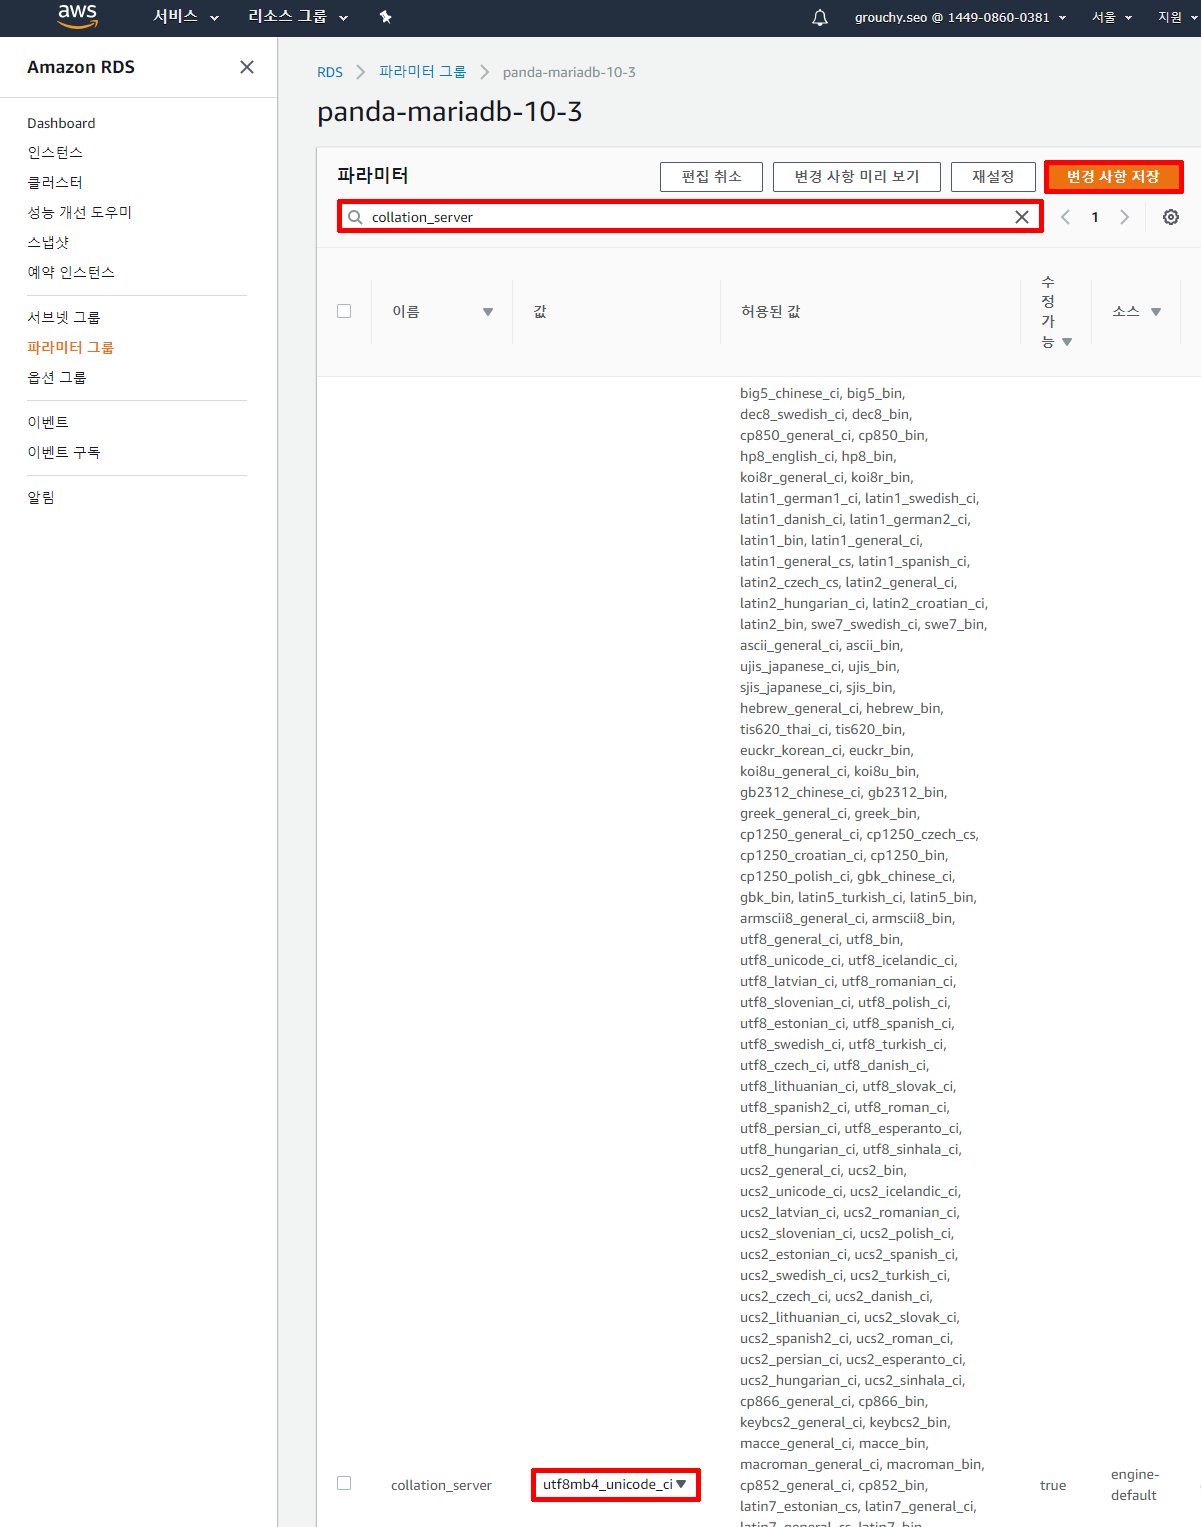 aws
서비스
리소스 그룹
grouchy.seo @ 1449-0860-0381
서울
지원
Amazon RDS
Dashboard
인스턴스
클러스터
성능 개선 도우미
스냅샷
예약 인스턴스
서브넷 그룹
파라미터 그룹
옵션 그룹
이벤트
이벤트 구독
알림
RDS
파라미터 그룹
panda-mariadb-10-3
panda-mariadb-10-3
파라미터
편집 취소
변경 사항 미리 보기
재설정
변경 사항 저장
collation_server
1
이름
값
허용된 값
수
정
가
능
소스
big5_chinese_ci, big5_bin,
dec8_swedish_ci, dec8_bin,
cp850_general_ci, cp850_bin,
hp8_english_ci, hp8_bin,
koi8r_general_ci, koi8r_bin,
latin1_german1_ci, latin1_swedish_ci,
latin1_danish_ci, latin1_german2_ci,
latin1_bin, latin1_general_ci,
latin1_general_cs, latin1_spanish_ci,
latin2_czech_cs, latin2_general_ci,
latin2_hungarian_ci, latin2_croatian_ci,
latin2_bin, swe7_swedish_ci, swe7_bin,
ascii_general_ci, ascii_bin,
ujis_japanese_ci, ujis_bin,
sjis_japanese_ci, sjis_bin,
hebrew_general_ci, hebrew_bin,
tis620_thai_ci, tis620_bin,
euckr_korean_ci, euckr_bin,
koi8u_general_ci, koi8u_bin,
gb2312_chinese_ci, gb2312_bin,
greek_general_ci, greek_bin,
cp1250_general_ci, cp1250_czech_cs,
cp1250_croatian_ci, cp1250_bin,
cp1250_polish_ci, gbk_chinese_ci,
gbk_bin, latin5_turkish_ci, latin5_bin,
armscii8_general_ci, armscii8_bin,
utf8_general_ci, utf8_bin,
utf8_unicode_ci, utf8_icelandic_ci,
utf8_latvian_ci, utf8_romanian_ci,
utf8_slovenian_ci, utf8_polish_ci,
utf8_estonian_ci, utf8_spanish_ci,
utf8_swedish_ci, utf8_turkish_ci,
utf8_czech_ci, utf8_danish_ci,
utf8_lithuanian_ci, utf8_slovak_ci,
utf8_spanish2_ci, utf8_roman_ci,
utf8_persian_ci, utf8_esperanto_ci,
utf8_hungarian_ci, utf8_sinhala_ci,
ucs2_general_ci, ucs2_bin,
ucs2_unicode_ci, ucs2_icelandic_ci,
ucs2_latvian_ci, ucs2_romanian_ci,
ucs2_slovenian_ci, ucs2_polish_ci,
ucs2_estonian_ci, ucs2_spanish_ci,
ucs2_swedish_ci, ucs2_turkish_ci,
ucs2_czech_ci, ucs2_danish_ci,
ucs2_lithuanian_ci, ucs2_slovak_ci,
ucs2_spanish2_ci, ucs2_roman_ci,
ucs2_persian_ci, ucs2_esperanto_ci,
ucs2_hungarian_ci, ucs2_sinhala_ci,
cp866_general_ci, cp866_bin,
keybcs2_general_ci, keybcs2_bin,
macce_general_ci, macce_bin,
macroman_general_ci, macroman_bin,
cp852_general_ci, cp852_bin,
latin7_estonian_cs, latin7_general_ci,
latin7_general_cs, latin7_bin,
collation_server
utf8mb4_unicode_ci
true
engine-
default